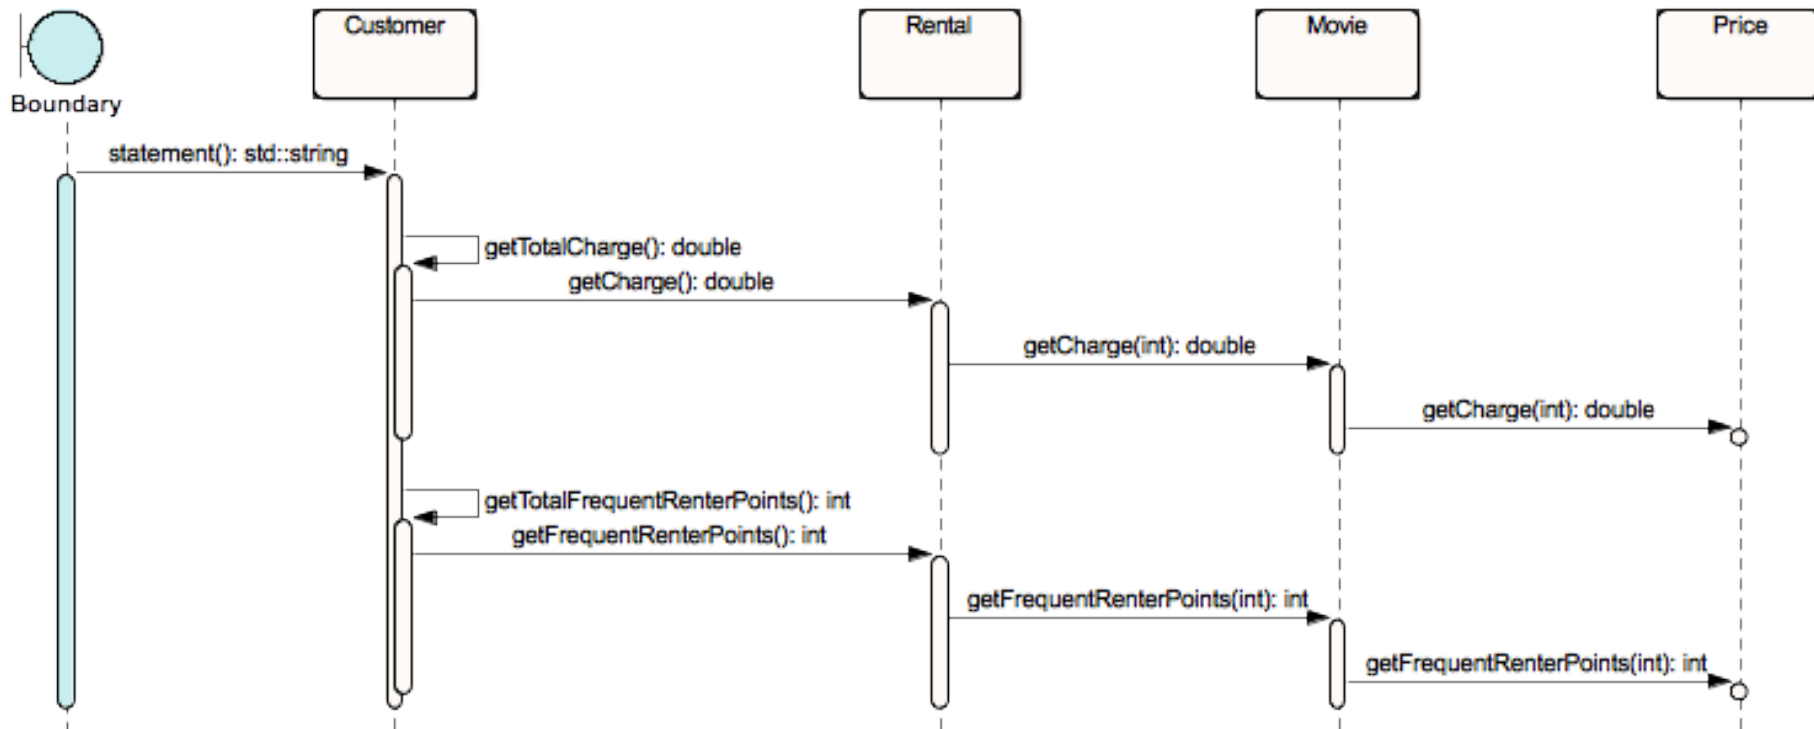 Customer
Rental
Movie
Price
Boundary
statement(): std::string
getTotalCharge(): double
getCharge(): double
getCharge(int): double
getCharge(int): double
getTotalFrequentRenterPoints(): int
getFrequentRenterPoints(): int
getFrequentRenterPoints(int): int
getFrequentRenterPoints(int): int